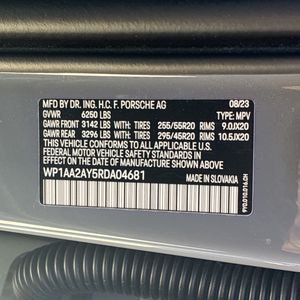 MFD BY DR. ING. H.C. F. PORSCHE AG 08/23
GVWR 6250 LBS TYPE: MPV
GAWR FRONT 3142 LBS WITH TIRES 255/55R20 RIMS 9.0JX20
GAWR REAR 3296 LBS WITH TIRES 295/45R20 RIMS 10.5JX20
THIS VEHICLE CONFORMS TO ALL APPLICABLE U.S.
FEDERAL MOTOR VEHICLE SAFETY STANDARDS IN
EFFECT ON THE DATE OF MANUFACTURE SHOWN ABOVE.
WP1AA2AY5RDA04681 MADE IN SLOVAKIA